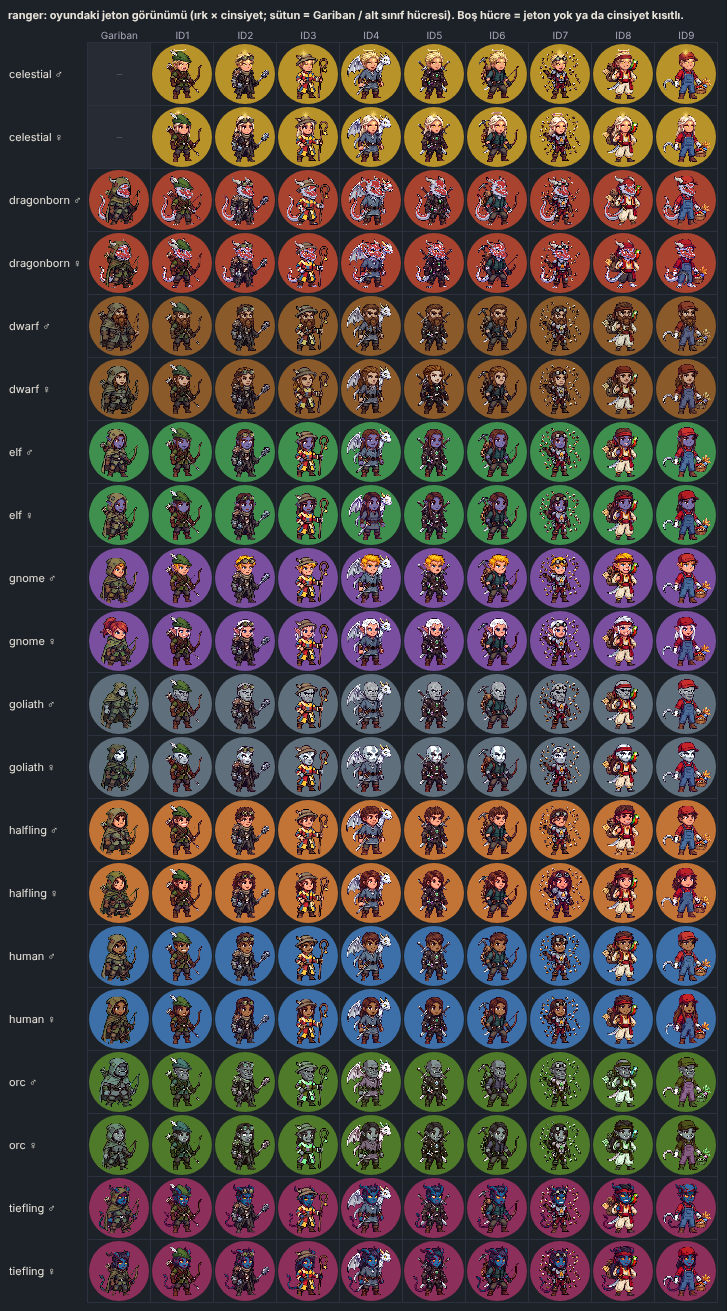 ranger: oyundaki jeton görünümü (ırk × cinsiyet; sütun = Gariban / alt sınıf hücresi). Boş hücre = jeton yok ya da cinsiyet kısıtlı.
Gariban ID1 ID2 ID3 ID4 ID5 ID6 ID7 ID8 ID9
celestial ♂ –
celestial ♀ –
dragonborn ♂
dragonborn ♀
dwarf ♂
dwarf ♀
elf ♂
elf ♀
gnome ♂
gnome ♀
goliath ♂
goliath ♀
halfling ♂
halfling ♀
human ♂
human ♀
orc ♂
orc ♀
tiefling ♂
tiefling ♀